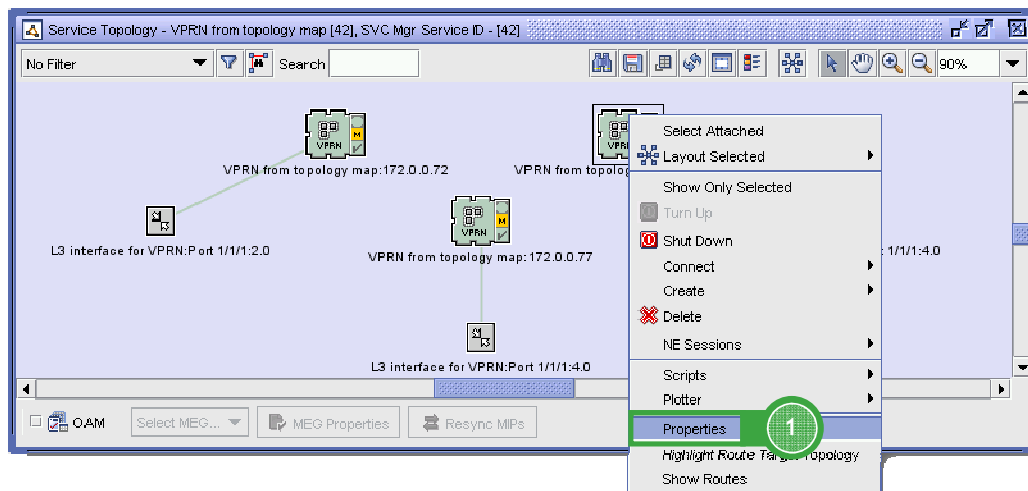 Service Topology - VPRN from topology map [42], SVC Mgr Service ID - [42]
No Filter
Search
90%
VPRN
M
VPRN from topology map:172.0.0.72
VPRN from topolog
VPRN
M
L3 interface for VPRN:Port 1/1/1:2.0
VPRN from topology map:172.0.0.77
1/1/1:4.0
L3 interface for VPRN:Port 1/1/1:4.0
Select Attached
Layout Selected
Show Only Selected
Turn Up
Shut Down
Connect
Create
Delete
NE Sessions
Scripts
Plotter
Properties
1
Highlight Route Target Topology
Show Routes
OAM
Select MEG...
MEG Properties
Resync MIPs